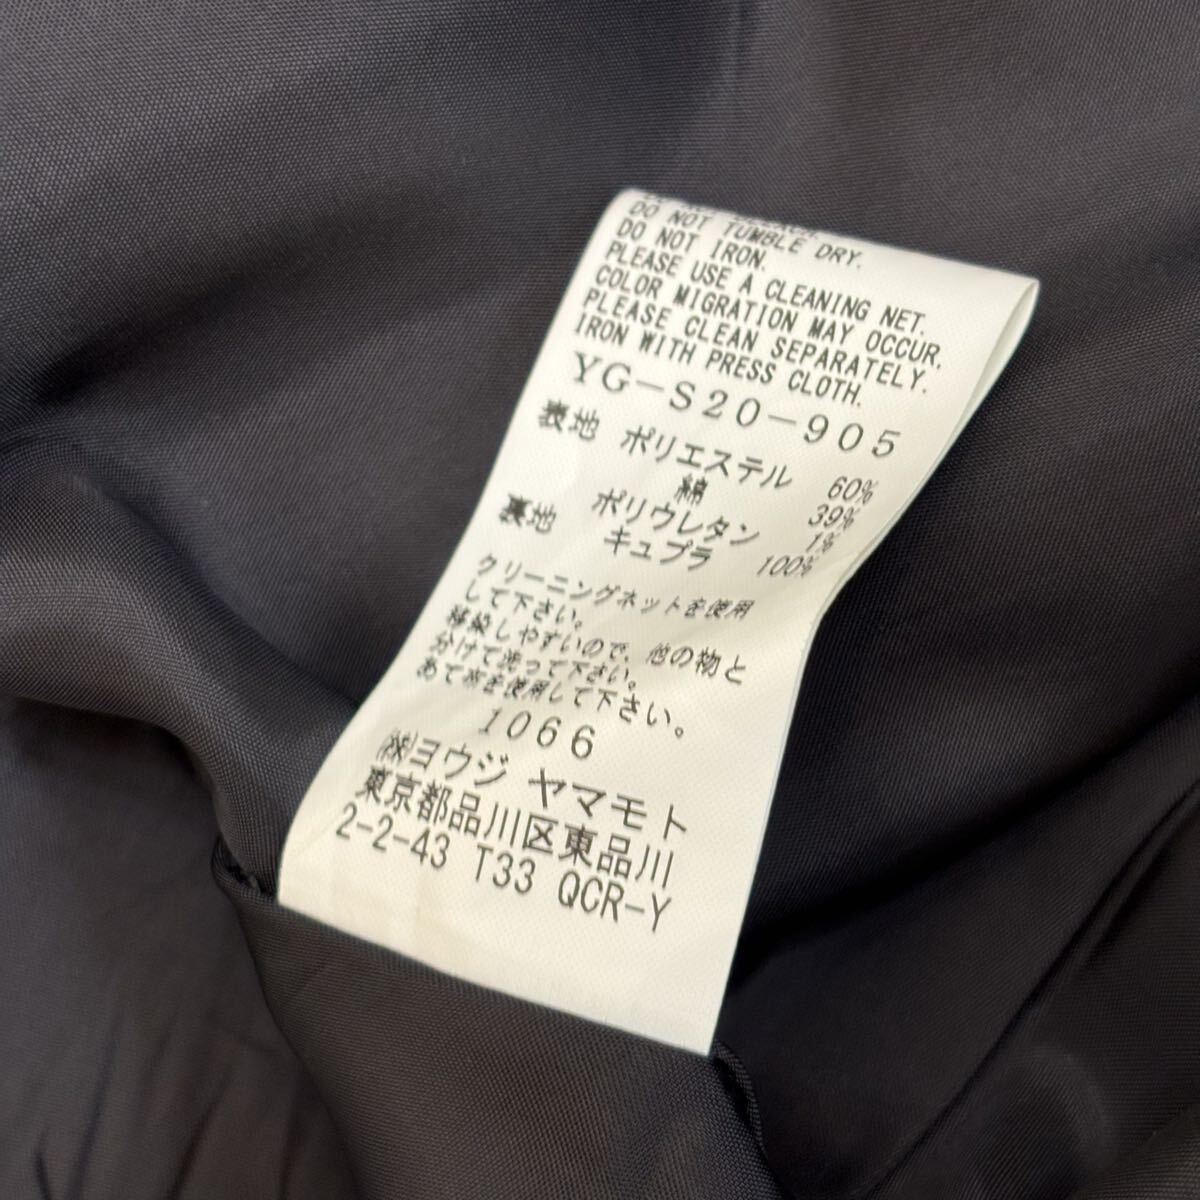 DO NOT TUMBLE DRY.
DO NOT IRON.
PLEASE USE A CLEANING NET.
COLOR MIGRATION MAY OCCUR.
PLEASE CLEAN SEPARATELY.
IRON WITH PRESS CLOTH.
YG-S20-905
表地 ポリエステル 60%
綿 39%
ポリウレタン 1%
裏地 キュプラ 100%
クリーニングネットを使用
して下さい。
移染しやすいので、他の物と
分けて洗って下さい。
あて布を使用して下さい。
1066
㈱ヨウジ ヤマモト
東京都品川区東品川
2-2-43 T33 QCR-Y